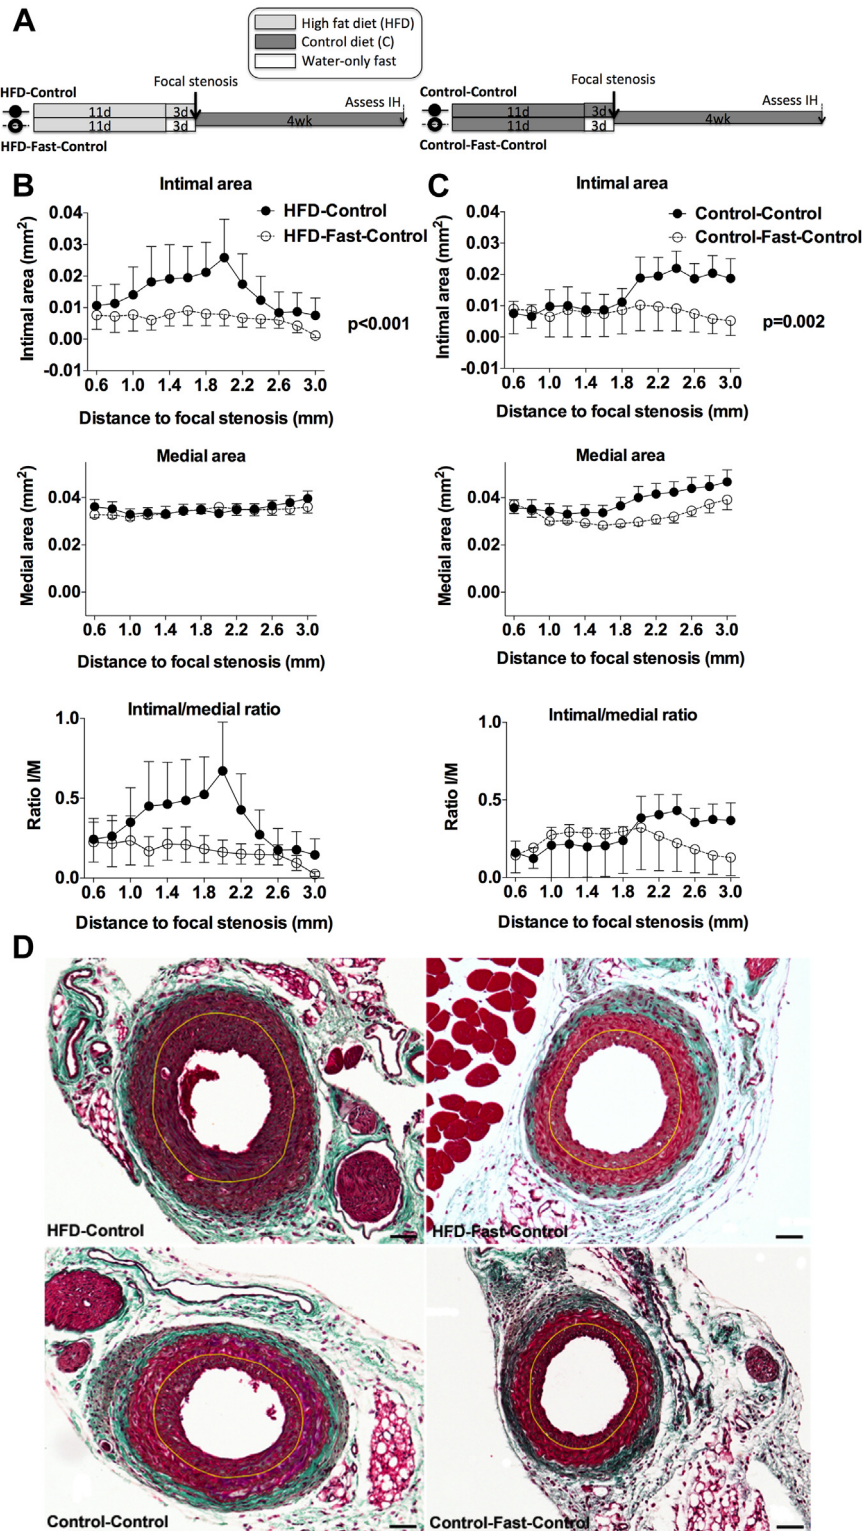 A
High fat diet (HFD)
Control diet (C)
Water-only fast
HFD-Control
Focal stenosis
Assess IH
11d 3d
11d 3d
4wk
HFD-Fast-Control
Control-Control
Focal stenosis
Assess IH
11d 3d
11d 3d
4wk
Control-Fast-Control
B
Intimal area
HFD-Control
HFD-Fast-Control
Intimal area (mm²)
0.04
0.03
0.02
0.01
0.00
-0.01
p<0.001
0.6 1.0 1.4 1.8 2.2 2.6 3.0
Distance to focal stenosis (mm)
Medial area
Medial area (mm²)
0.04
0.02
0.00
0.6 1.0 1.4 1.8 2.2 2.6 3.0
Distance to focal stenosis (mm)
Intimal/medial ratio
Ratio I/M
1.0
0.5
0.0
0.6 1.0 1.4 1.8 2.2 2.6 3.0
Distance to focal stenosis (mm)
C
Intimal area
Control-Control
Control-Fast-Control
Intimal area (mm²)
0.04
0.03
0.02
0.01
0.00
-0.01
p=0.002
0.6 1.0 1.4 1.8 2.2 2.6 3.0
Distance to focal stenosis (mm)
Medial area
Medial area (mm²)
0.04
0.02
0.00
0.6 1.0 1.4 1.8 2.2 2.6 3.0
Distance to focal stenosis (mm)
Intimal/medial ratio
Ratio I/M
1.0
0.5
0.0
0.6 1.0 1.4 1.8 2.2 2.6 3.0
Distance to focal stenosis (mm)
D
HFD-Control
HFD-Fast-Control
Control-Control
Control-Fast-Control